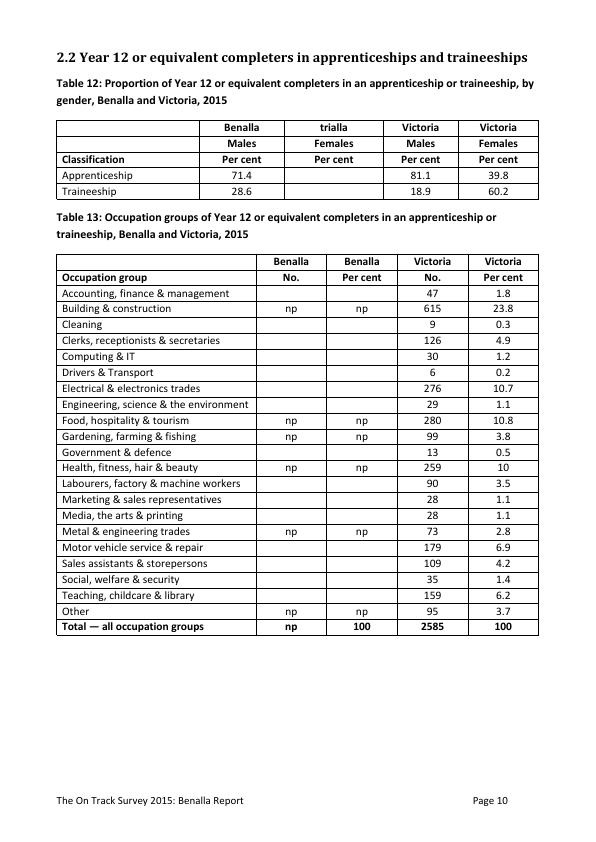 2.2 Year 12 or equivalent completers in apprenticeships and traineeships
Table 12: Proportion of Year 12 or equivalent completers in an apprenticeship or traineeship, by
gender, Benalla and Victoria, 2015
Benalla trialla Victoria Victoria
Males Females Males Females
Classification Per cent Per cent Per cent Per cent
Apprenticeship 71.4 81.1 39.8
Traineeship 28.6 18.9 60.2
Table 13: Occupation groups of Year 12 or equivalent completers in an apprenticeship or
traineeship, Benalla and Victoria, 2015
Benalla Benalla Victoria Victoria
Occupation group No. Per cent No. Per cent
Accounting, finance & management 47 1.8
Building & construction np np 615 23.8
Cleaning 9 0.3
Clerks, receptionists & secretaries 126 4.9
Computing & IT 30 1.2
Drivers & Transport 6 0.2
Electrical & electronics trades 276 10.7
Engineering, science & the environment 29 1.1
Food, hospitality & tourism np np 280 10.8
Gardening, farming & fishing np np 99 3.8
Government & defence 13 0.5
Health, fitness, hair & beauty np np 259 10
Labourers, factory & machine workers 90 3.5
Marketing & sales representatives 28 1.1
Media, the arts & printing 28 1.1
Metal & engineering trades np np 73 2.8
Motor vehicle service & repair 179 6.9
Sales assistants & storepersons 109 4.2
Social, welfare & security 35 1.4
Teaching, childcare & library 159 6.2
Other np np 95 3.7
Total — all occupation groups np 100 2585 100
The On Track Survey 2015: Benalla Report Page 10